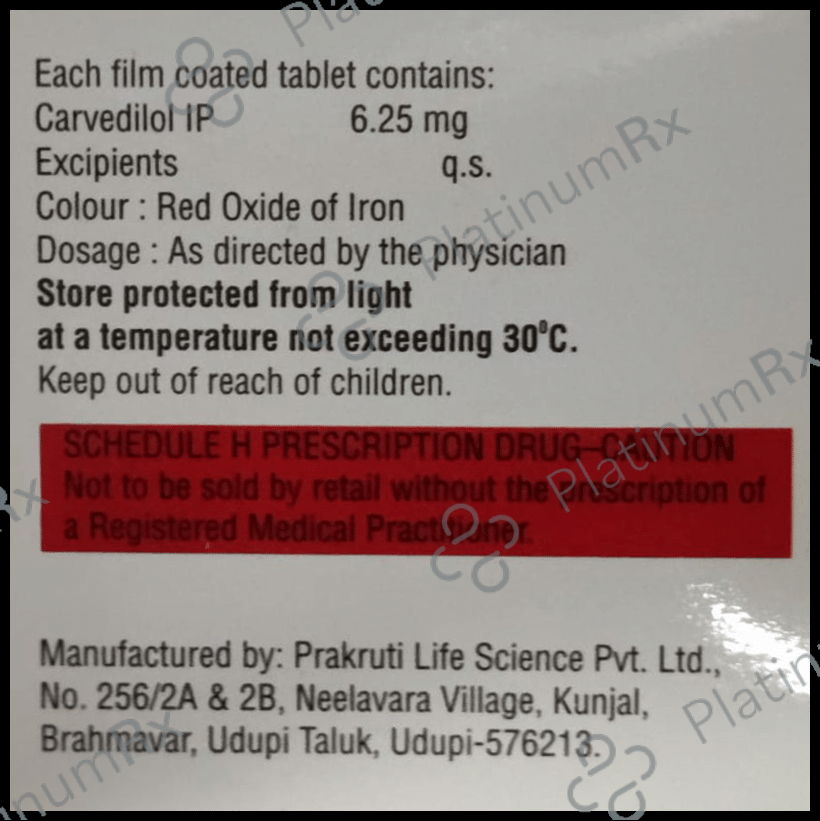 Each film coated tablet contains:
Carvedilol IP 6.25 mg
Excipients q.s.
Colour : Red Oxide of Iron
Dosage : As directed by the physician
Store protected from light
at a temperature not exceeding 30⁰C.
Keep out of reach of children.
SCHEDULE H PRESCRIPTION DRUG-CAUTION
Not to be sold by retail without the prescription of
a Registered Medical Practitioner.
Manufactured by: Prakruti Life Science Pvt. Ltd.,
No. 256/2A & 2B, Neelavara Village, Kunjal,
Brahmavar, Udupi Taluk, Udupi-576213.
PlatinumRx
PlatinumRx